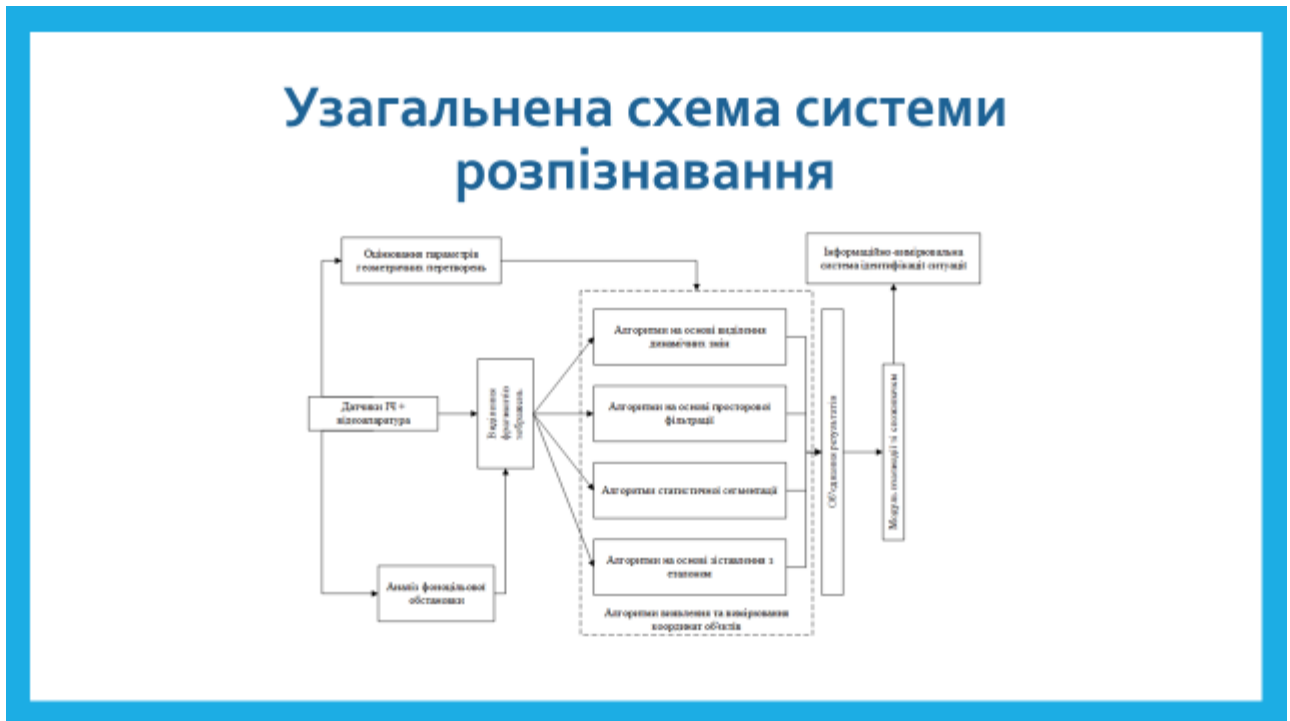 Узагальнена схема системи
розпізнавання
Оцінювання параметрів
геометричних перетворень
Інформаційно-вимірювальна
система ідентифікації ситуації
Алгоритми на основі виділення
динамічних змін
Датчики ІЧ +
відеоапаратура
Виділення
фрагментів
зображень
Алгоритми на основі просторової
фільтрації
Алгоритми статистичної сегментації
Алгоритми на основі зіставлення з
еталоном
Аналіз фоноцільової
обстановки
Алгоритми виявлення та вимірювання
координат об'єктів
Об'єднання результатів
Модуль взаємодії зі споживачем